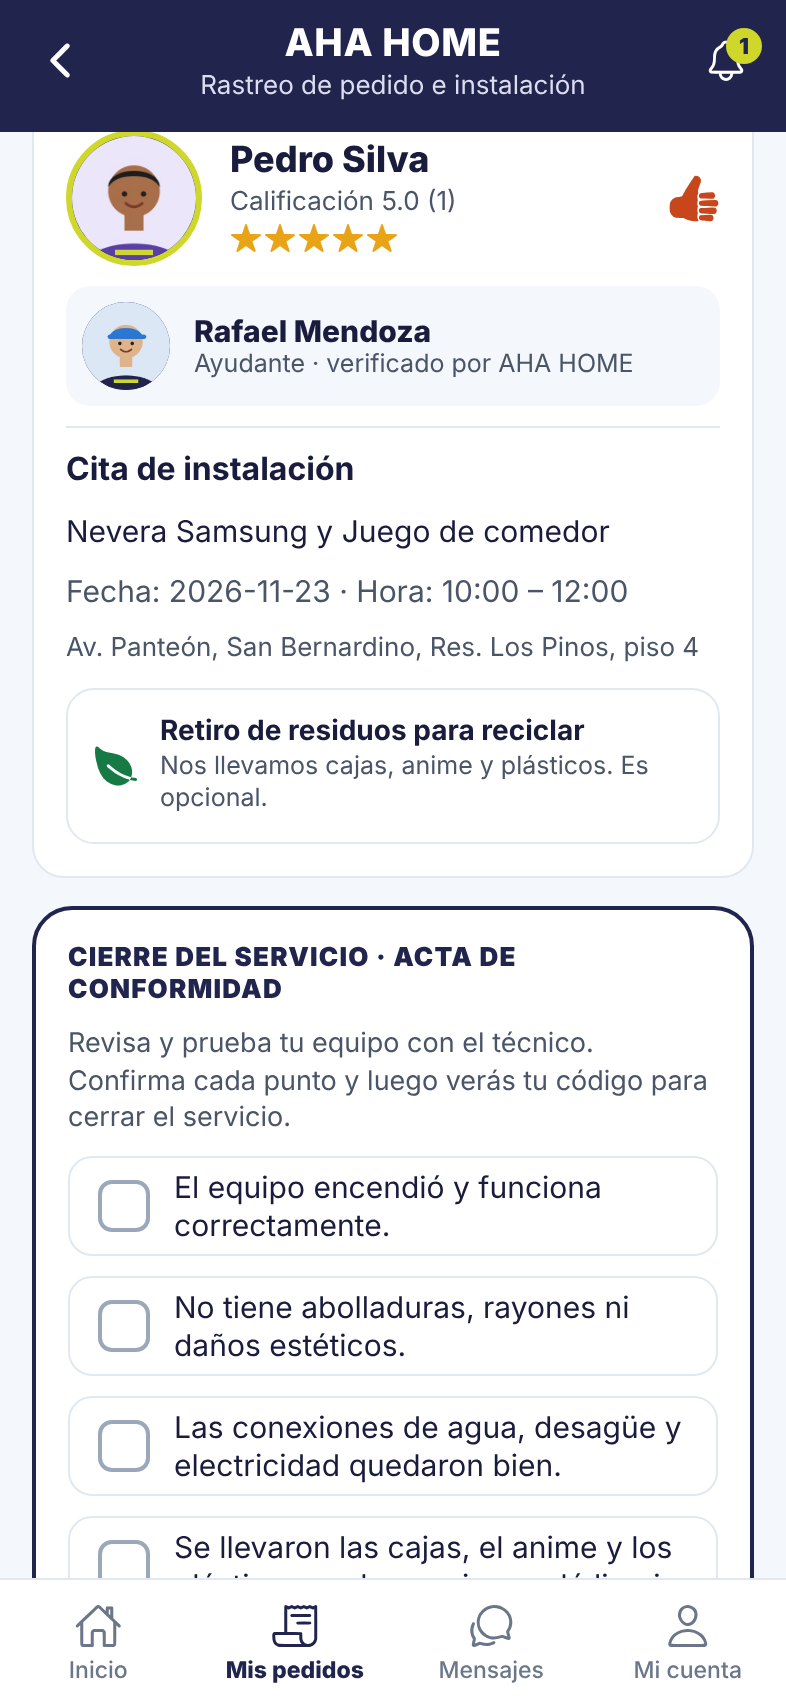 AHA HOME
1
Rastreo de pedido e instalación
Pedro Silva
Calificación 5.0 (1)
Rafael Mendoza
Ayudante · verificado por AHA HOME
Cita de instalación
Nevera Samsung y Juego de comedor
Fecha: 2026-11-23 · Hora: 10:00 – 12:00
Av. Panteón, San Bernardino, Res. Los Pinos, piso 4
Retiro de residuos para reciclar
Nos llevamos cajas, anime y plásticos. Es
opcional.
CIERRE DEL SERVICIO · ACTA DE
CONFORMIDAD
Revisa y prueba tu equipo con el técnico.
Confirma cada punto y luego verás tu código para
cerrar el servicio.
El equipo encendió y funciona
correctamente.
No tiene abolladuras, rayones ni
daños estéticos.
Las conexiones de agua, desagüe y
electricidad quedaron bien.
Se llevaron las cajas, el anime y los
Inicio
Mis pedidos
Mensajes
Mi cuenta